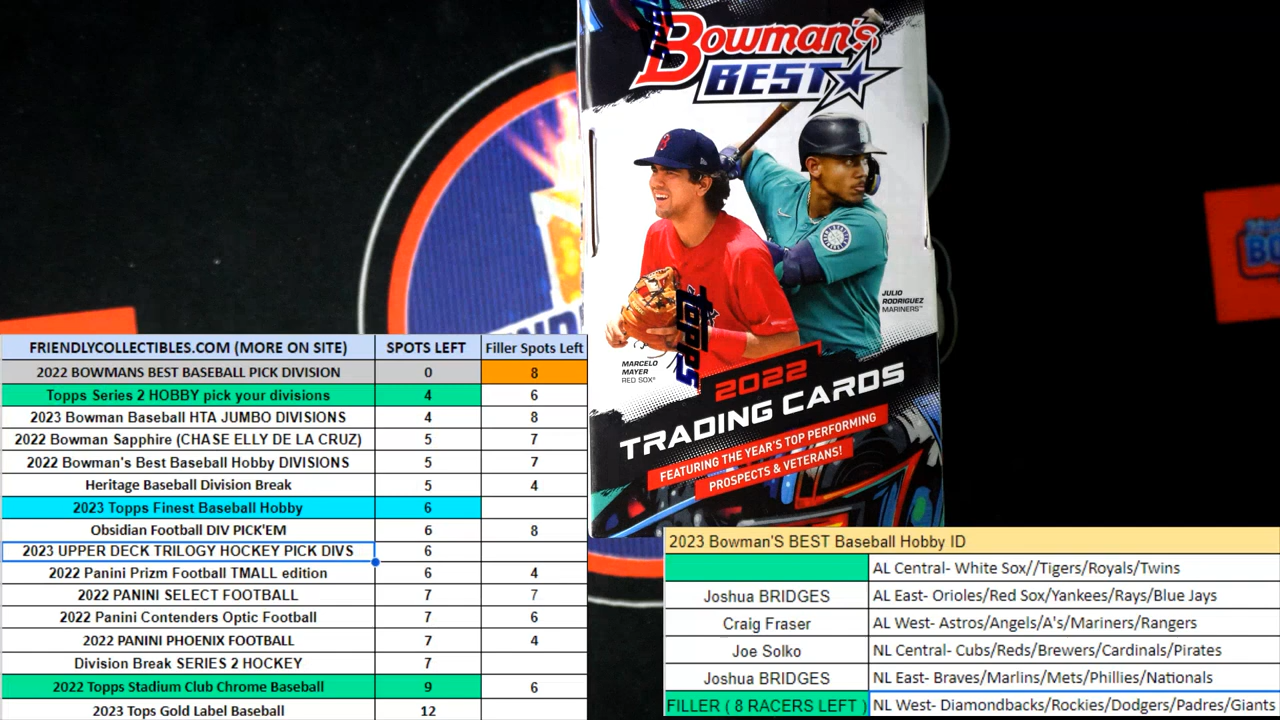 BOWMAN'S
BEST
JULIO
RODRIGUEZ
MARINERS™
MARCELO
MAYER
RED SOX®
topps
2022
TRADING CARDS
FEATURING THE YEAR'S TOP PERFORMING
PROSPECTS & VETERANS!
FRIENDLYCOLLECTIBLES.COM (MORE ON SITE) SPOTS LEFT Filler Spots Left
2022 BOWMANS BEST BASEBALL PICK DIVISION 0 8
Topps Series 2 HOBBY pick your divisions 4 6
2023 Bowman Baseball HTA JUMBO DIVISIONS 4 8
2022 Bowman Sapphire (CHASE ELLY DE LA CRUZ) 5 7
2022 Bowman's Best Baseball Hobby DIVISIONS 5 7
Heritage Baseball Division Break 5 4
2023 Topps Finest Baseball Hobby 6
Obsidian Football DIV PICK'EM 6 8
2023 UPPER DECK TRILOGY HOCKEY PICK DIVS 6
2022 Panini Prizm Football TMALL edition 6 4
2022 PANINI SELECT FOOTBALL 7 7
2022 Panini Contenders Optic Football 7 6
2022 PANINI PHOENIX FOOTBALL 7 4
Division Break SERIES 2 HOCKEY 7
2022 Topps Stadium Club Chrome Baseball 9 6
2023 Tops Gold Label Baseball 12
2023 Bowman'S BEST Baseball Hobby ID
AL Central- White Sox//Tigers/Royals/Twins
Joshua BRIDGES AL East- Orioles/Red Sox/Yankees/Rays/Blue Jays
Craig Fraser AL West- Astros/Angels/A's/Mariners/Rangers
Joe Solko NL Central- Cubs/Reds/Brewers/Cardinals/Pirates
Joshua BRIDGES NL East- Braves/Marlins/Mets/Phillies/Nationals
FILLER ( 8 RACERS LEFT ) NL West- Diamondbacks/Rockies/Dodgers/Padres/Giants